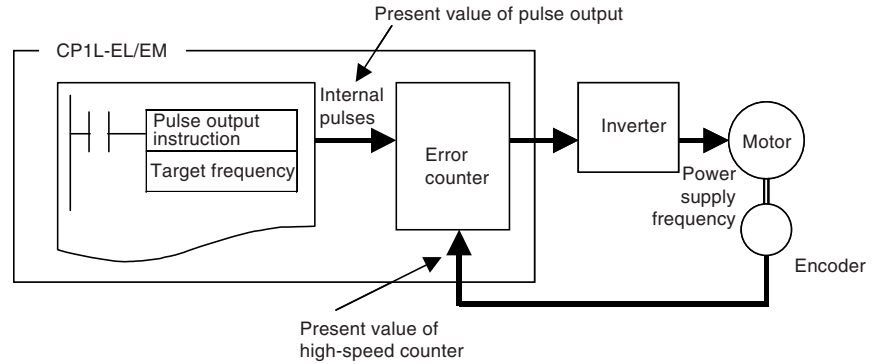 Present value of pulse output
CP1L-EL/EM
Internal
pulses
Pulse output
instruction
Target frequency
Error
counter
Inverter
Motor
Power
supply
frequency
Encoder
Present value of
high-speed counter